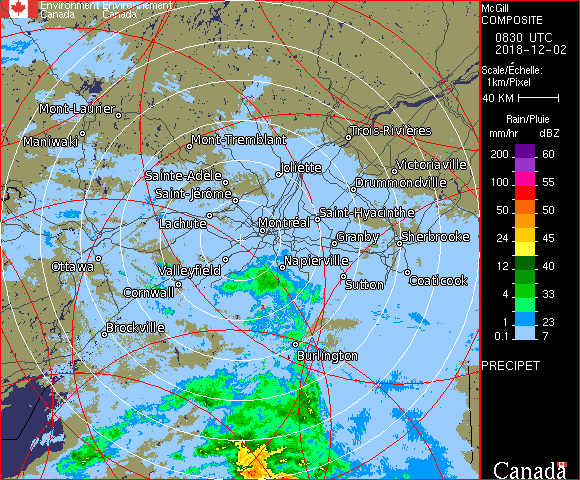 Environment Environnement
Canada Canada
McGill
COMPOSITE
0830 UTC
2018-12-02
Scale/Échelle:
1km/Pixel
40 KM
Rain/Pluie
mm/hr dBZ
200 60
100 55
50 50
24 45
12 40
4 33
1 23
0.1 7
PRECIPET
Canada
Mont-Laurier
Maniwaki
Mont-Tremblant
Trois-Rivières
Joliette
Victoriaville
Sainte-Adèle
Drummondville
Saint-Jérôme
Saint-Hyacinthe
Lachute
Montréal
Granby
Sherbrooke
Ottawa
Valleyfield
Napierville
Cornwall
Sutton
Coaticook
Brockville
Burlington